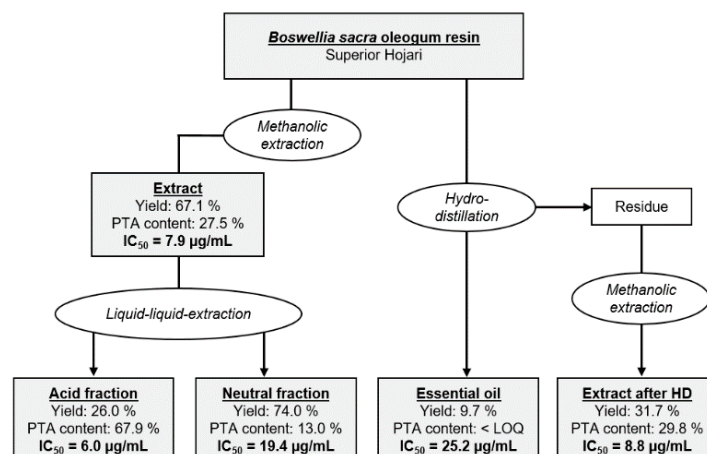 Boswellia sacra oleogum resin
Superior Hojari
Methanolic
extraction
Extract
Yield: 67.1 %
PTA content: 27.5 %
IC₅₀ = 7.9 µg/mL
Hydro-
distillation
Residue
Liquid-liquid-extraction
Methanolic
extraction
Acid fraction
Yield: 26.0 %
PTA content: 67.9 %
IC₅₀ = 6.0 µg/mL
Neutral fraction
Yield: 74.0 %
PTA content: 13.0 %
IC₅₀ = 19.4 µg/mL
Essential oil
Yield: 9.7 %
PTA content: < LOQ
IC₅₀ = 25.2 µg/mL
Extract after HD
Yield: 31.7 %
PTA content: 29.8 %
IC₅₀ = 8.8 µg/mL